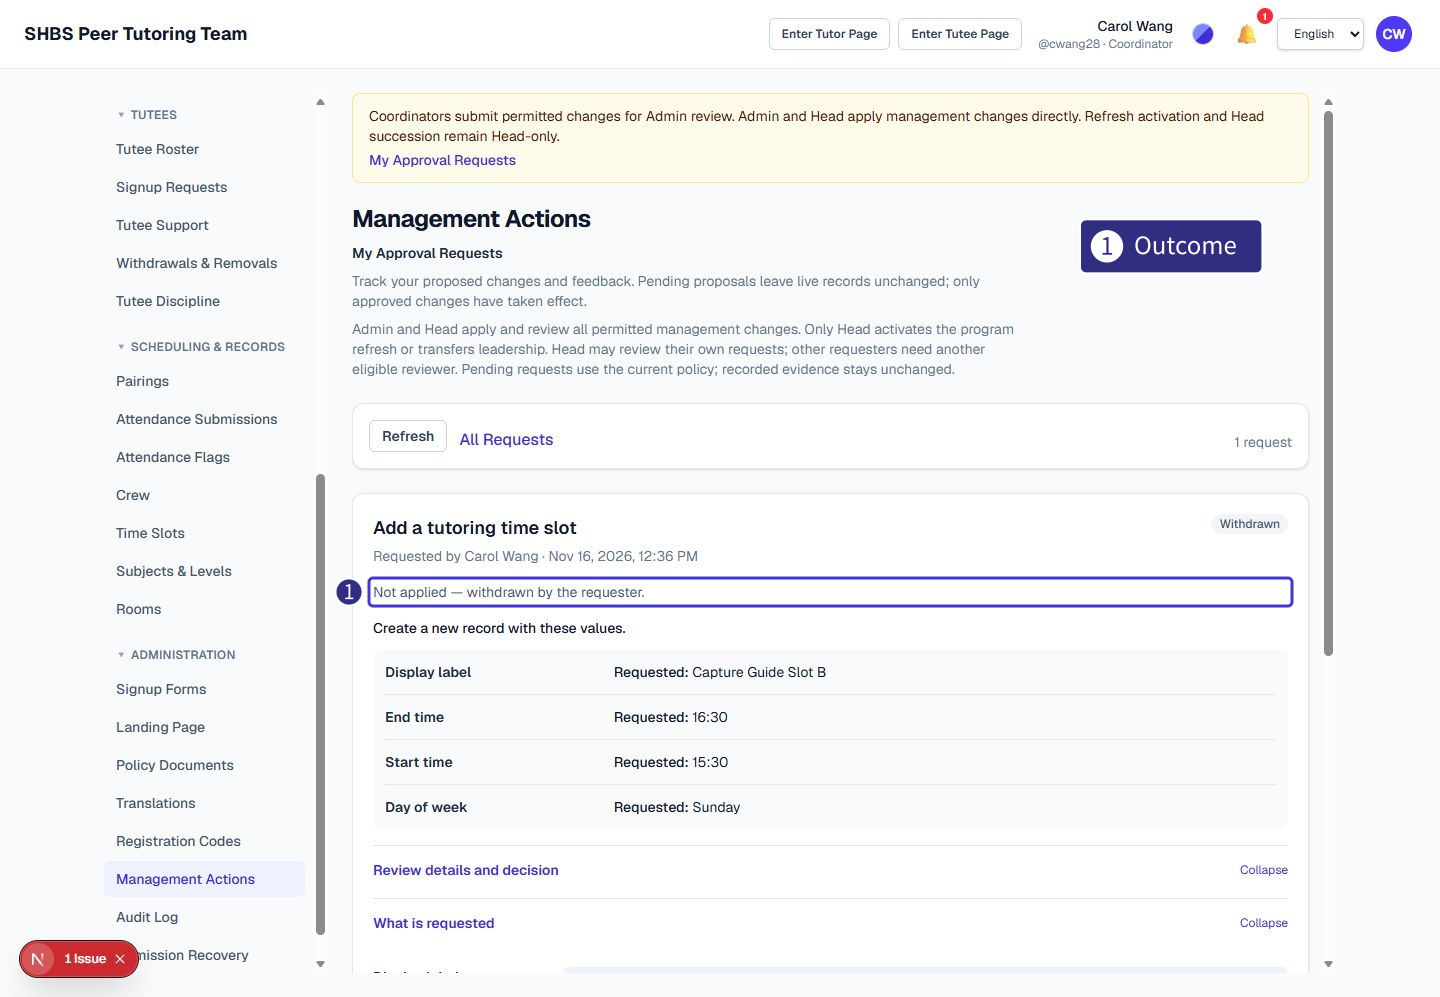 SHBS Peer Tutoring Team
Enter Tutor Page
Enter Tutee Page
Carol Wang
@cwang28 · Coordinator
1
English
CW
TUTEES
Tutee Roster
Signup Requests
Tutee Support
Withdrawals & Removals
Tutee Discipline
SCHEDULING & RECORDS
Pairings
Attendance Submissions
Attendance Flags
Crew
Time Slots
Subjects & Levels
Rooms
ADMINISTRATION
Signup Forms
Landing Page
Policy Documents
Translations
Registration Codes
Management Actions
Audit Log
mission Recovery
N 1 Issue
Coordinators submit permitted changes for Admin review. Admin and Head apply management changes directly. Refresh activation and Head
succession remain Head-only.
My Approval Requests
Management Actions
1 Outcome
My Approval Requests
Track your proposed changes and feedback. Pending proposals leave live records unchanged; only
approved changes have taken effect.
Admin and Head apply and review all permitted management changes. Only Head activates the program
refresh or transfers leadership. Head may review their own requests; other requesters need another
eligible reviewer. Pending requests use the current policy; recorded evidence stays unchanged.
Refresh
All Requests
1 request
Add a tutoring time slot
Withdrawn
Requested by Carol Wang · Nov 16, 2026, 12:36 PM
1
Not applied — withdrawn by the requester.
Create a new record with these values.
Display label
Requested: Capture Guide Slot B
End time
Requested: 16:30
Start time
Requested: 15:30
Day of week
Requested: Sunday
Review details and decision
Collapse
What is requested
Collapse